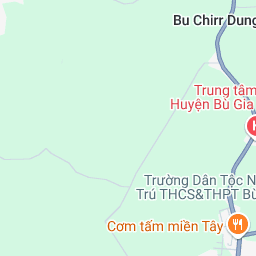 Bu Chirr Dung
Trung tâm
Huyện Bù Gia
Trường Dân Tộc N
Trú THCS&THPT Bù
Cơm tấm miền Tây